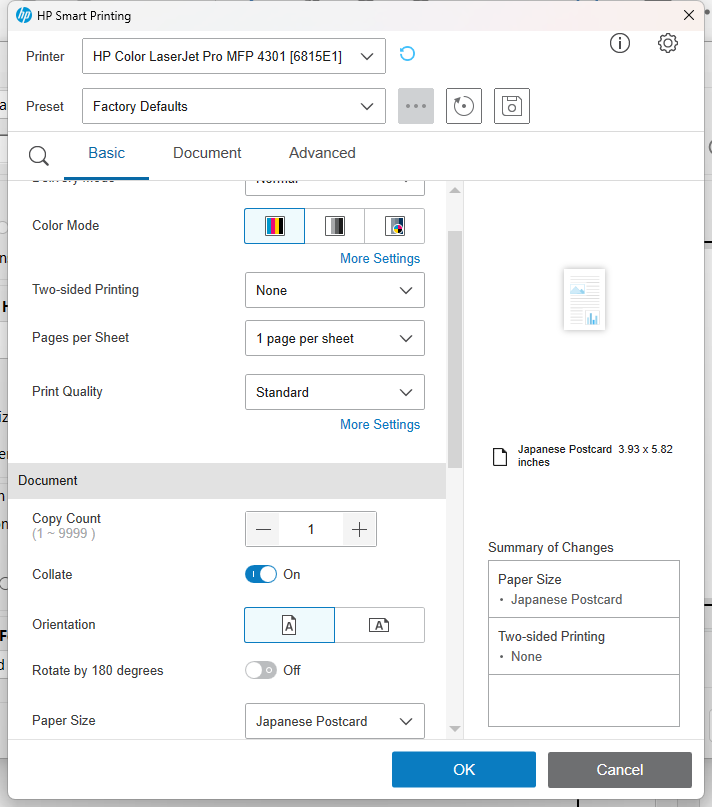 hp HP Smart Printing
Printer
HP Color LaserJet Pro MFP 4301 [6815E1]
Preset
Factory Defaults
Basic
Document
Advanced
Color Mode
More Settings
Two-sided Printing
None
Pages per Sheet
1 page per sheet
Print Quality
Standard
More Settings
Document
Copy Count
(1 ~ 9999 )
1
Collate
On
Orientation
A
A
Rotate by 180 degrees
Off
Paper Size
Japanese Postcard
Japanese Postcard 3.93 x 5.82
inches
Summary of Changes
Paper Size
• Japanese Postcard
Two-sided Printing
• None
OK
Cancel